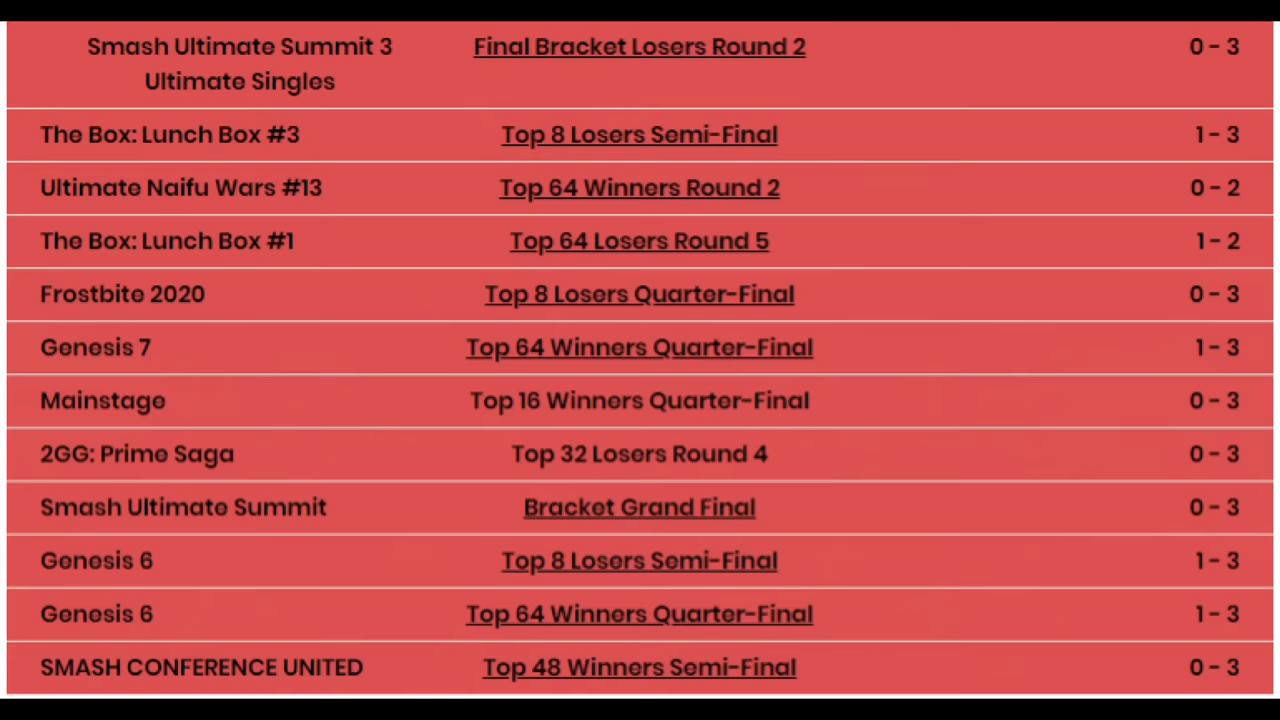 Smash Ultimate Summit 3 Final Bracket Losers Round 2 0 - 3
Ultimate Singles
The Box: Lunch Box #3 Top 8 Losers Semi-Final 1 - 3
Ultimate Naifu Wars #13 Top 64 Winners Round 2 0 - 2
The Box: Lunch Box #1 Top 64 Losers Round 5 1 - 2
Frostbite 2020 Top 8 Losers Quarter-Final 0 - 3
Genesis 7 Top 64 Winners Quarter-Final 1 - 3
Mainstage Top 16 Winners Quarter-Final 0 - 3
2GG: Prime Saga Top 32 Losers Round 4 0 - 3
Smash Ultimate Summit Bracket Grand Final 0 - 3
Genesis 6 Top 8 Losers Semi-Final 1 - 3
Genesis 6 Top 64 Winners Quarter-Final 1 - 3
SMASH CONFERENCE UNITED Top 48 Winners Semi-Final 0 - 3